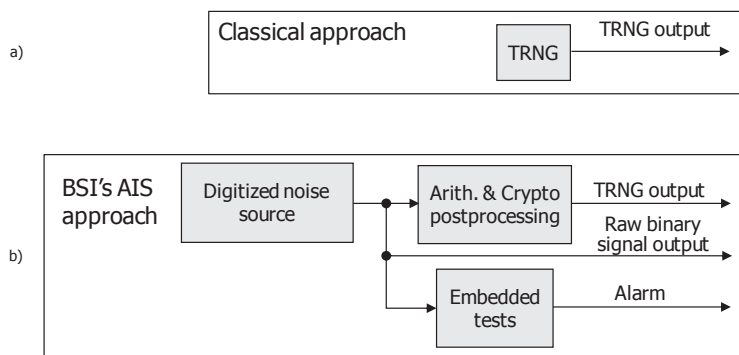 a)
Classical approach
TRNG
TRNG output
b)
BSI's AIS
approach
Digitized noise
source
Arith. & Crypto
postprocessing
TRNG output
Raw binary
signal output
Embedded
tests
Alarm